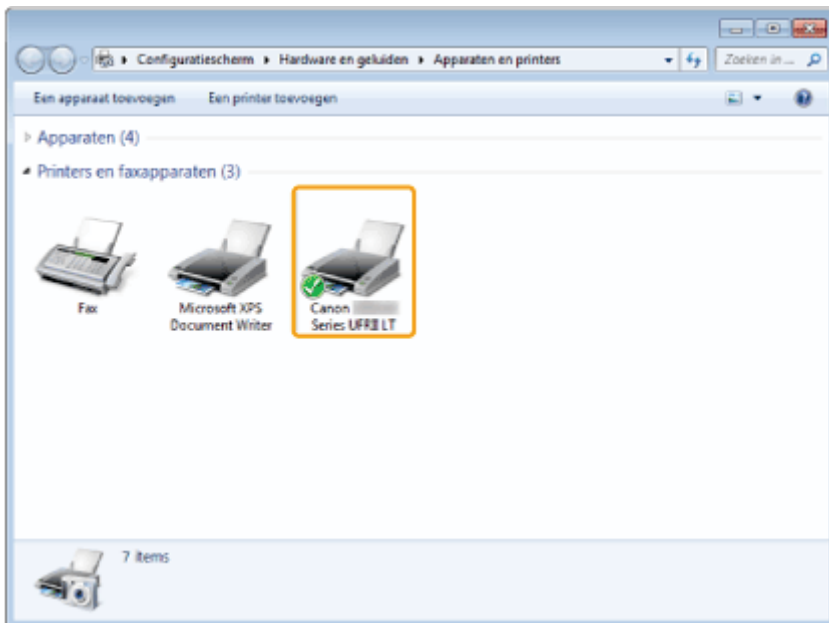 Configuratiescherm ▸ Hardware en geluiden ▸ Apparaten en printers
Zoeken in ...
Een apparaat toevoegen Een printer toevoegen
Apparaten (4)
Printers en faxapparaten (3)
Fax
Microsoft XPS
Document Writer
Canon
Series UFRII LT
7 items